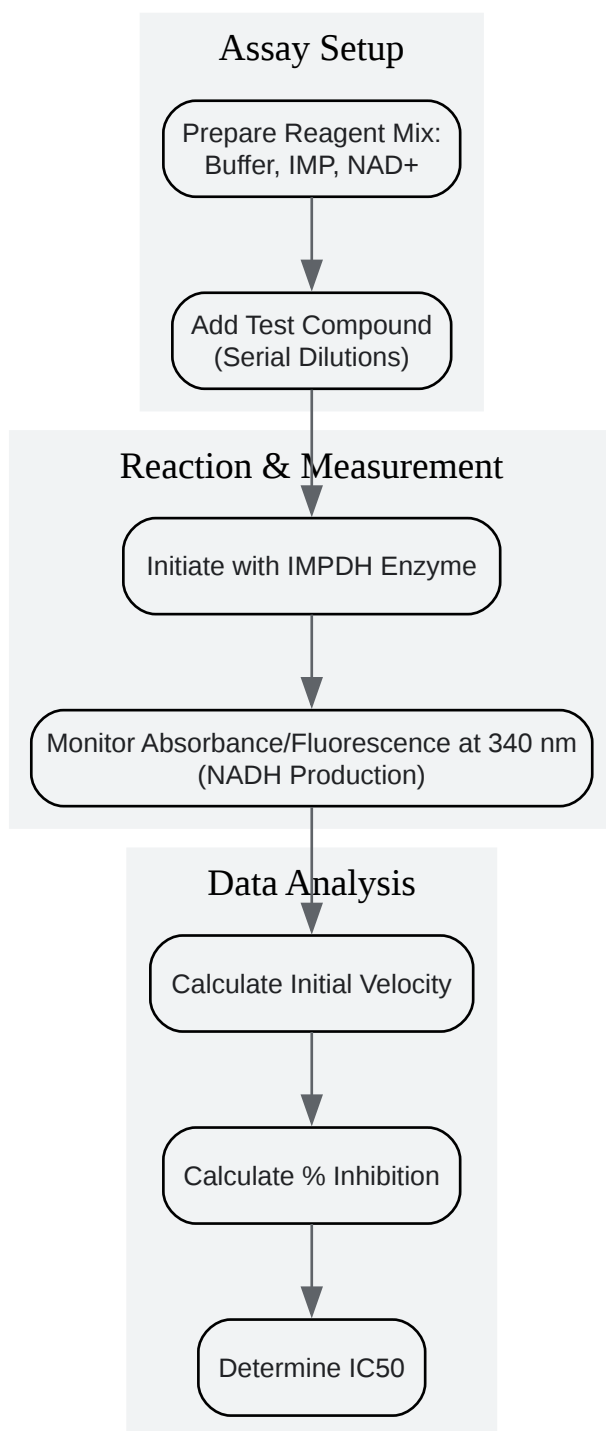 Assay Setup
Prepare Reagent Mix:
Buffer, IMP, NAD+
Add Test Compound
(Serial Dilutions)
Reaction & Measurement
Initiate with IMPDH Enzyme
Monitor Absorbance/Fluorescence at 340 nm
(NADH Production)
Data Analysis
Calculate Initial Velocity
Calculate % Inhibition
Determine IC50